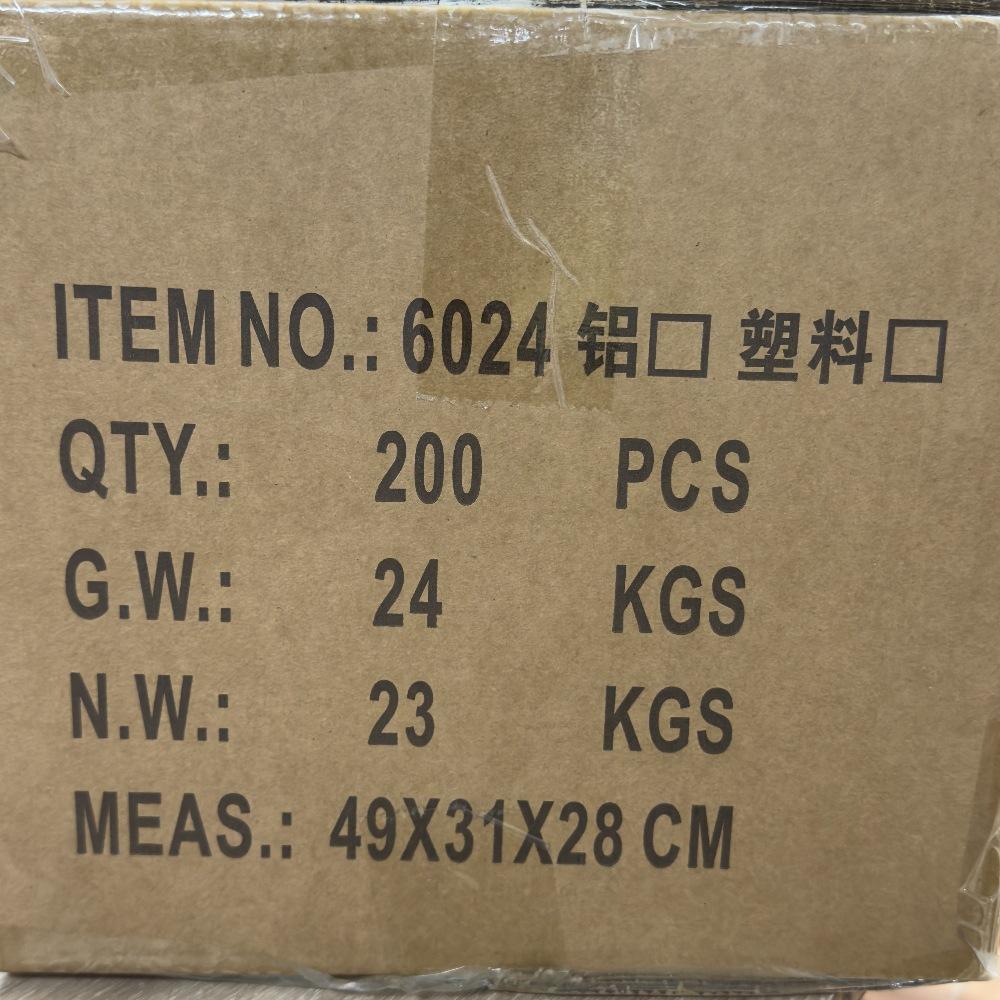 ITEM NO.: 6024 铝□ 塑料□
QTY.: 200 PCS
G.W.: 24 KGS
N.W.: 23 KGS
MEAS.: 49X31X28 CM